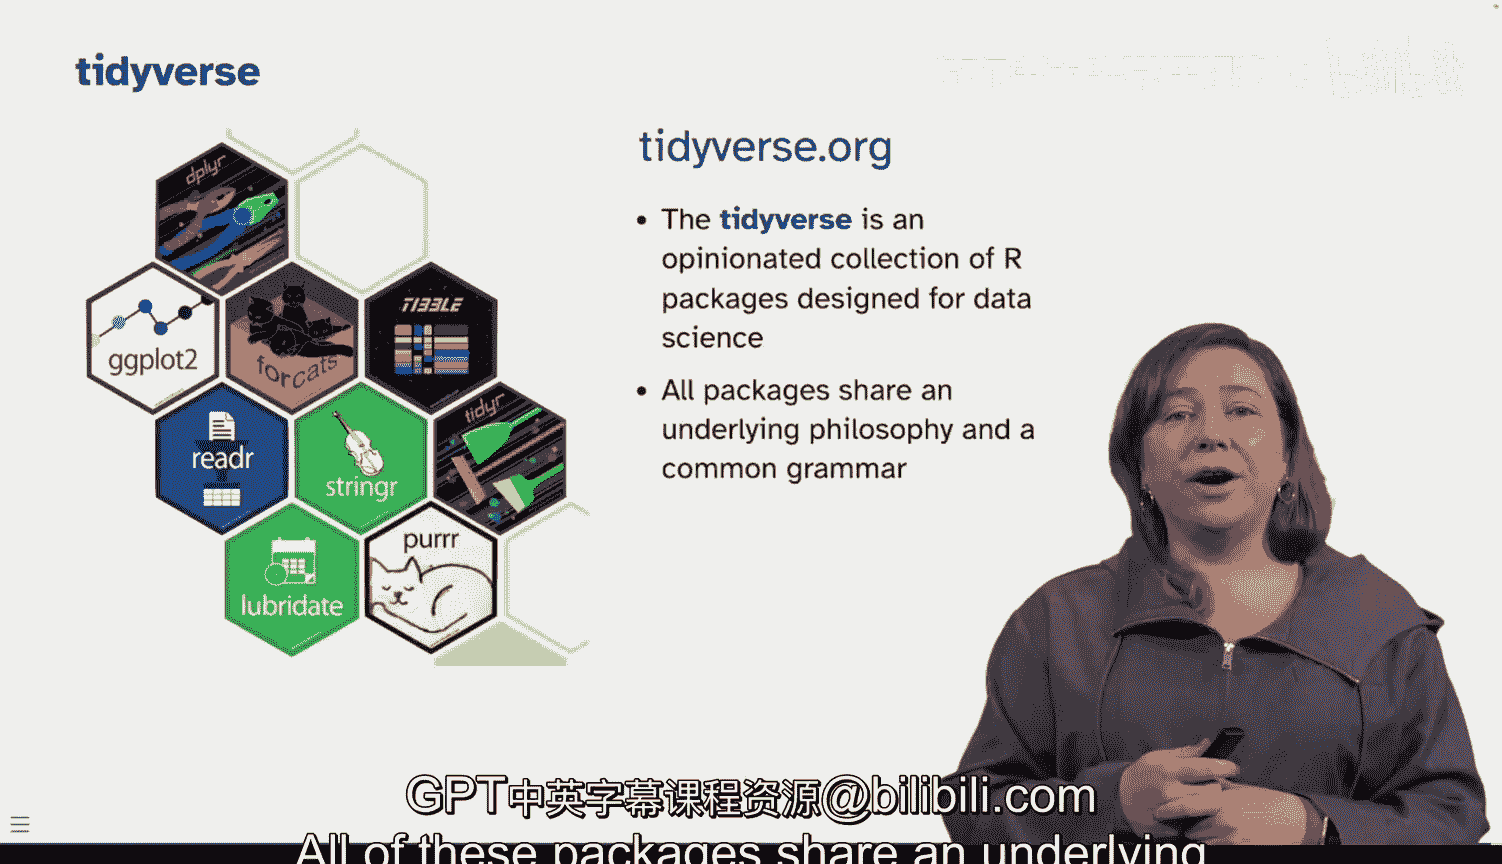 tidyverse
tidyverse.org
• The tidyverse is an
opinionated collection of R
packages designed for data
science
• All packages share an
underlying philosophy and a
common grammar
dplyr
ggplot2
forcats
TIBBLE
readr
stringr
tidyr
lubridate
purrr
GPT中英字幕课程资源@bilibili.com
All of these packages share an underlying